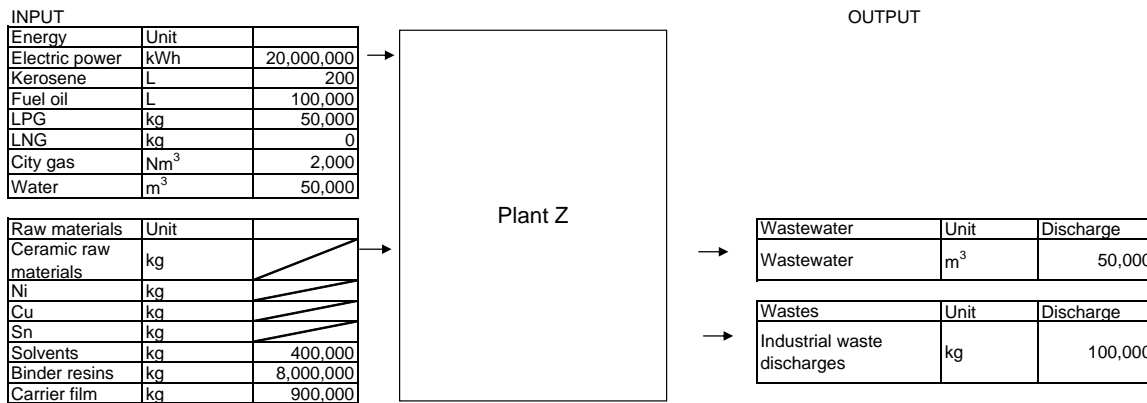 INPUT
OUTPUT
Energy Unit
Electric power kWh 20,000,000
Kerosene L 200
Fuel oil L 100,000
LPG kg 50,000
LNG kg 0
City gas Nm³ 2,000
Water m³ 50,000
Plant Z
Raw materials Unit
Ceramic raw
materials kg
Ni kg
Cu kg
Sn kg
Solvents kg 400,000
Binder resins kg 8,000,000
Carrier film kg 900,000
Wastewater Unit Discharge
Wastewater m³ 50,000
Wastes Unit Discharge
Industrial waste
discharges kg 100,000